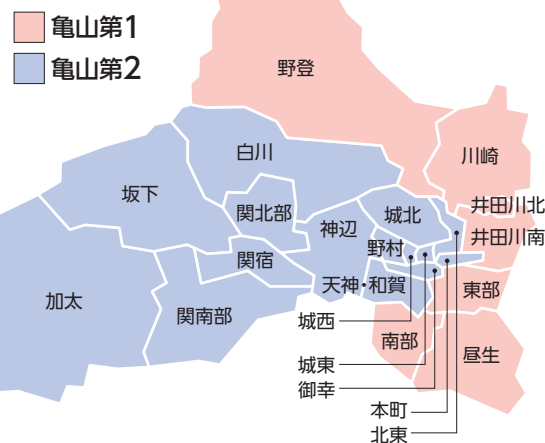 亀山第1
亀山第2
野登
白川
川崎
坂下
関北部
城北
井田川北
神辺
野村
井田川南
関宿
天神・和賀
加太
関南部
東部
城西
南部
昼生
城東
御幸
本町
北東